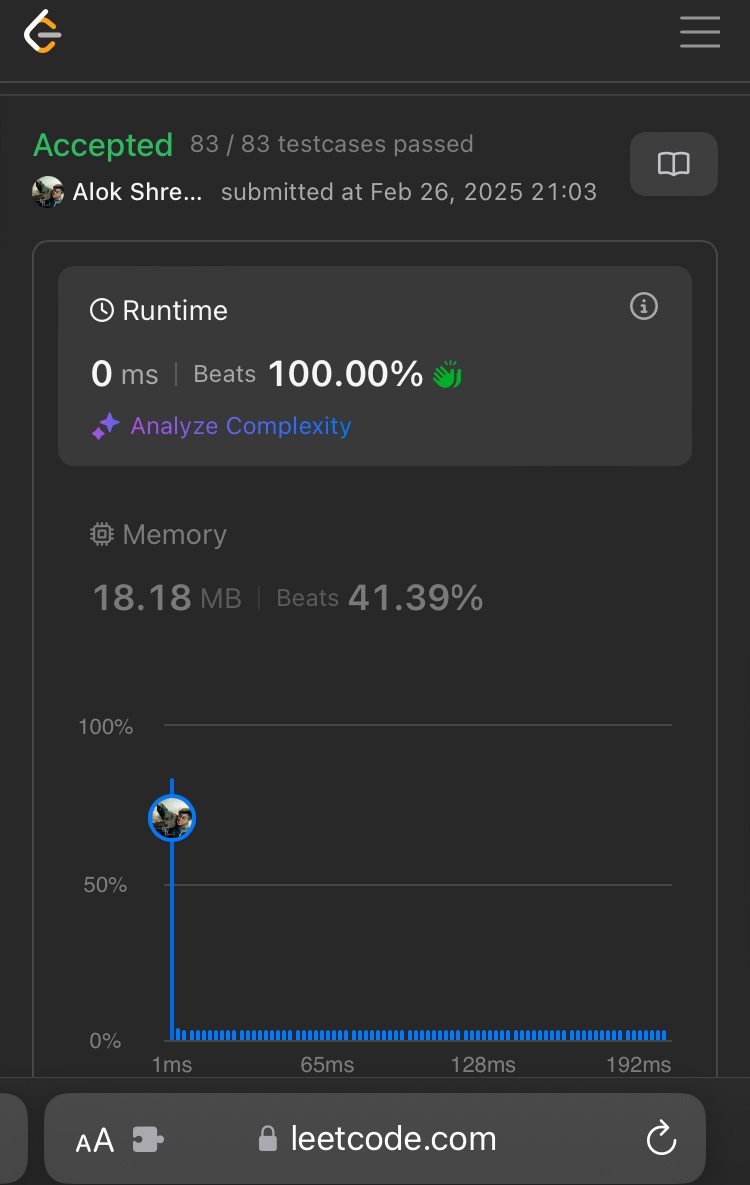 Accepted 83 / 83 testcases passed
Alok Shre... submitted at Feb 26, 2025 21:03
Runtime
0 ms | Beats 100.00%
Analyze Complexity
Memory
18.18 MB | Beats 41.39%
100%
50%
0%
1ms 65ms 128ms 192ms
AA leetcode.com